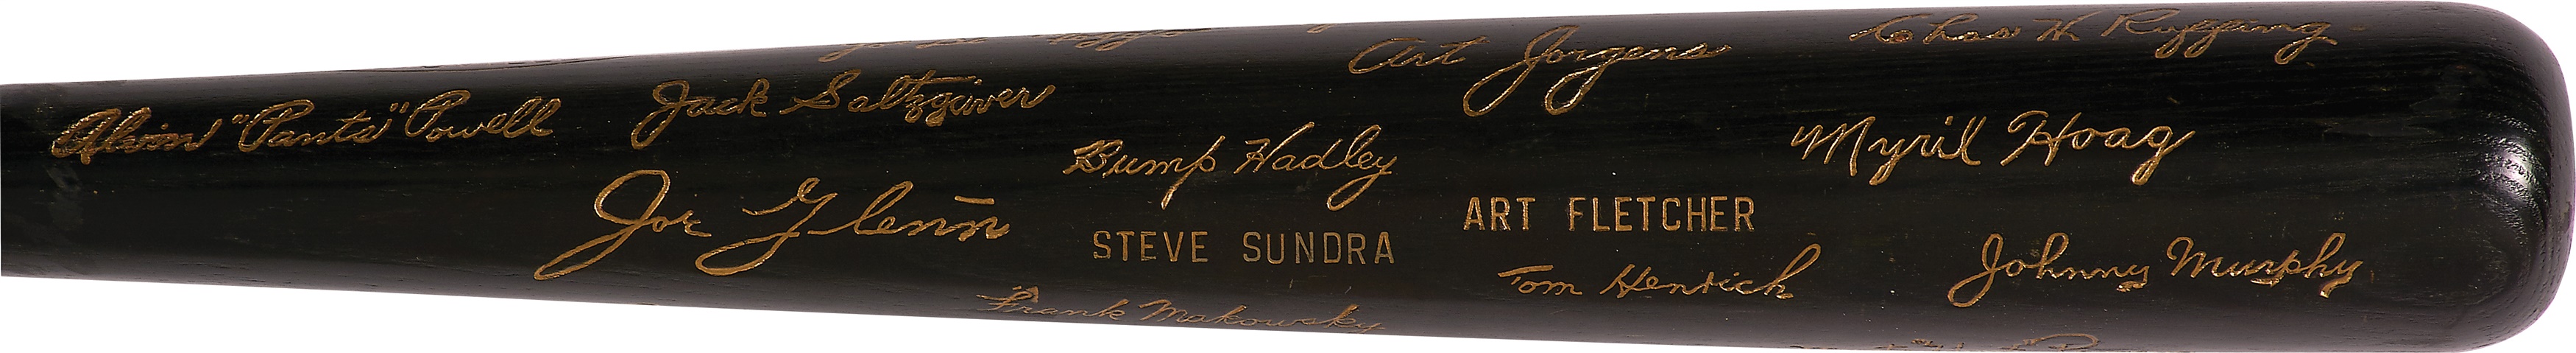 Chas H. Ruffing
Art Jorgens
Alvin "Pants" Powell
Jack Saltzgaver
Bump Hadley
Myril Hoag
Joe Glenn
ART FLETCHER
STEVE SUNDRA
Tom Henrich
Johnny Murphy
Frank Makowsky